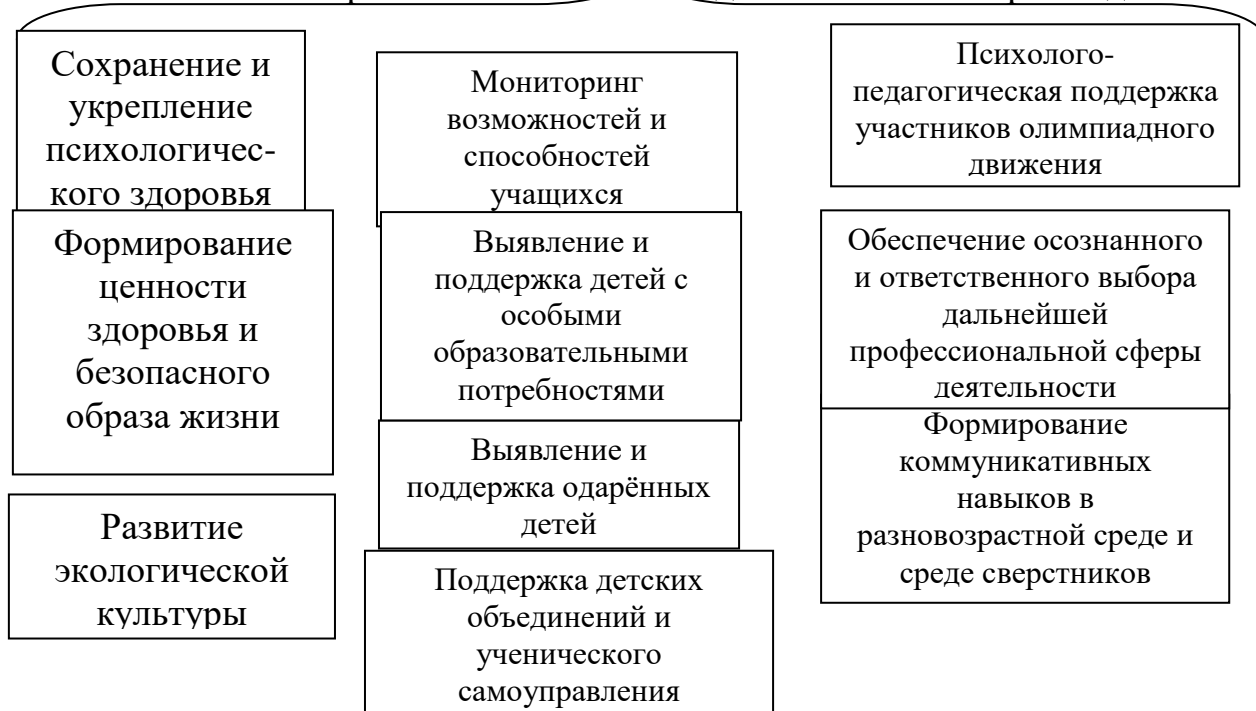 Сохранение и
укрепление
психологичес-
кого здоровья
Формирование
ценности
здоровья и
безопасного
образа жизни
Развитие
экологической
культуры
Мониторинг
возможностей и
способностей
учащихся
Выявление и
поддержка детей с
особыми
образовательными
потребностями
Выявление и
поддержка одарённых
детей
Поддержка детских
объединений и
ученического
самоуправления
Психолого-
педагогическая поддержка
участников олимпиадного
движения
Обеспечение осознанного
и ответственного выбора
дальнейшей
профессиональной сферы
деятельности
Формирование
коммуникативных
навыков в
разновозрастной среде и
среде сверстников